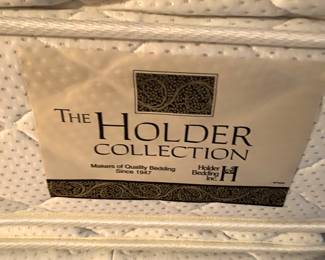 THE HOLDER
COLLECTION
Makers of Quality Bedding
Since 1947
Holder
Bedding
Inc.
H